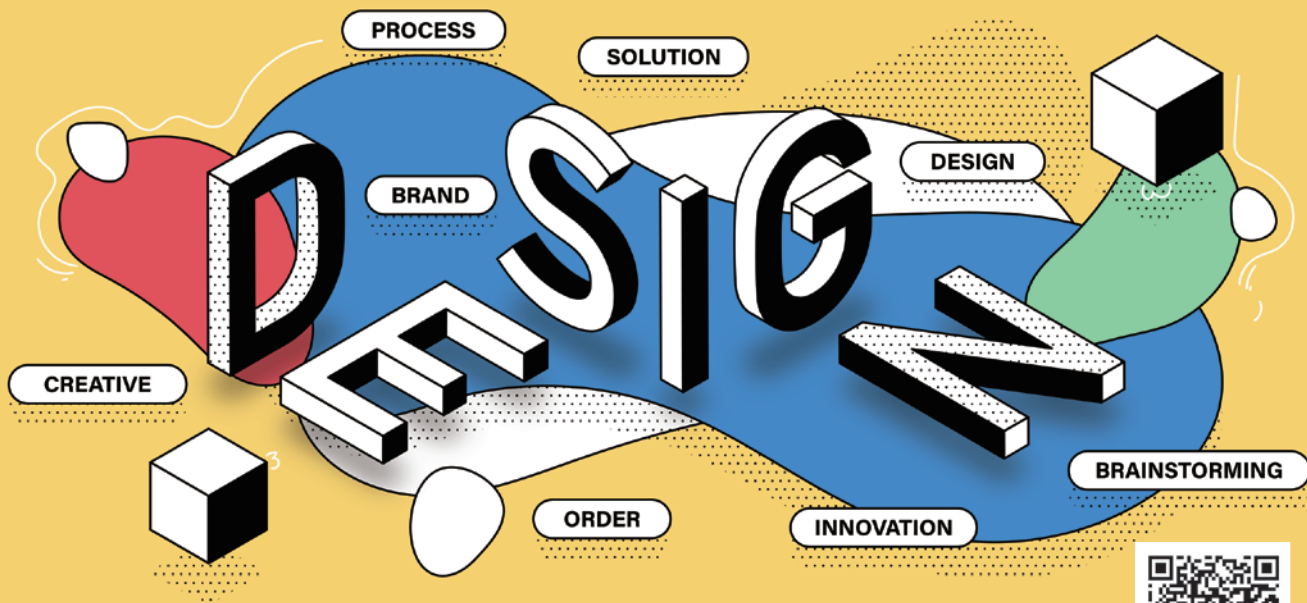 PROCESS
SOLUTION
DESIGN
BRAND
DESIGN
CREATIVE
BRAINSTORMING
ORDER
INNOVATION